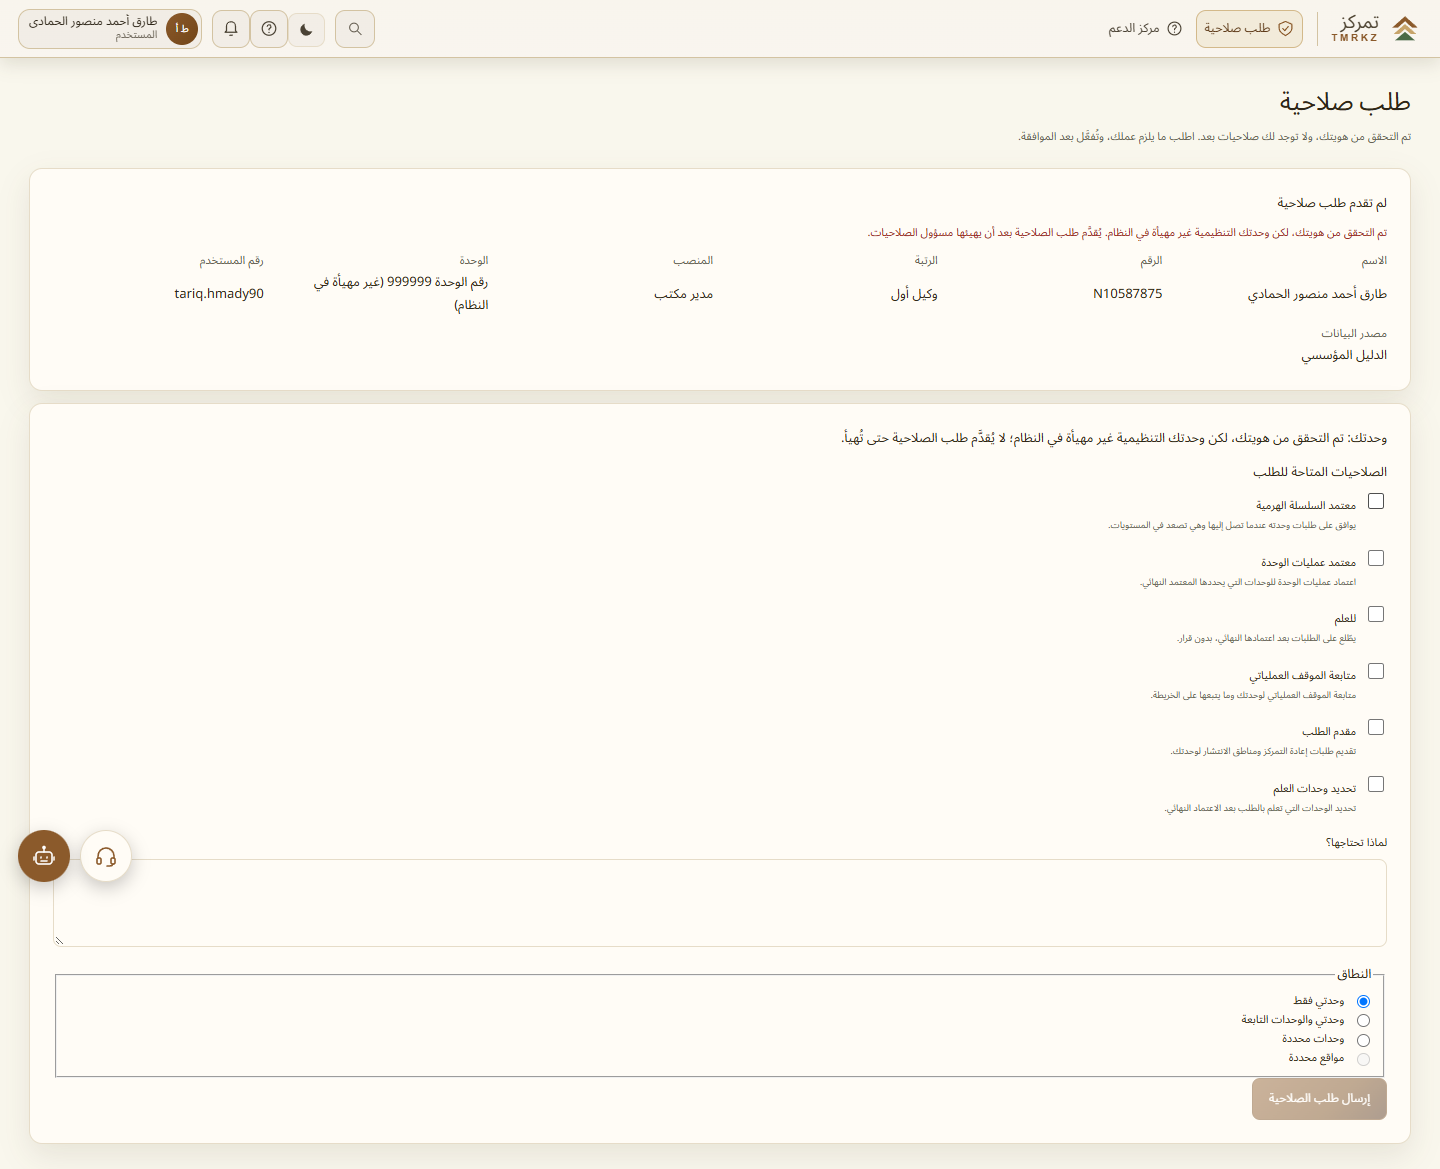 تمركز
TMRKZ
طلب صلاحية
مركز الدعم
طارق أحمد منصور الحمادي
المستخدم
ط أ
طلب صلاحية
تم التحقق من هويتك، ولا توجد لك صلاحيات بعد. اطلب ما يلزم عملك، وتُفعَّل بعد الموافقة.
لم تقدم طلب صلاحية
تم التحقق من هويتك، لكن وحدتك التنظيمية غير مهيأة في النظام. يُقدَّم طلب الصلاحية بعد أن يهيئها مسؤول الصلاحيات.
الاسم
طارق أحمد منصور الحمادي
الرقم
N10587875
الرتبة
وكيل أول
المنصب
مدير مكتب
الوحدة
رقم الوحدة 999999 (غير مهيأة في
النظام)
رقم المستخدم
tariq.hmady90
مصدر البيانات
الدليل المؤسسي
وحدتك: تم التحقق من هويتك، لكن وحدتك التنظيمية غير مهيأة في النظام؛ لا يُقدَّم طلب الصلاحية حتى تُهيأ.
الصلاحيات المتاحة للطلب
معتمد السلسلة الهرمية
يوافق على طلبات وحدته عندما تصل إليها وهي تصعد في المستويات.
معتمد عمليات الوحدة
اعتماد عمليات الوحدة للوحدات التي يحددها المعتمد النهائي.
للعلم
يطّلع على الطلبات بعد اعتمادها النهائي، بدون قرار.
متابعة الموقف العملياتي
متابعة الموقف العملياتي لوحدتك وما يتبعها على الخريطة.
مقدم الطلب
تقديم طلبات إعادة التمركز ومناطق الانتشار لوحدتك.
تحديد وحدات العلم
تحديد الوحدات التي تعلم بالطلب بعد الاعتماد النهائي.
لماذا تحتاجها؟
النطاق
وحدتي فقط
وحدتي والوحدات التابعة
وحدات محددة
مواقع محددة
إرسال طلب الصلاحية